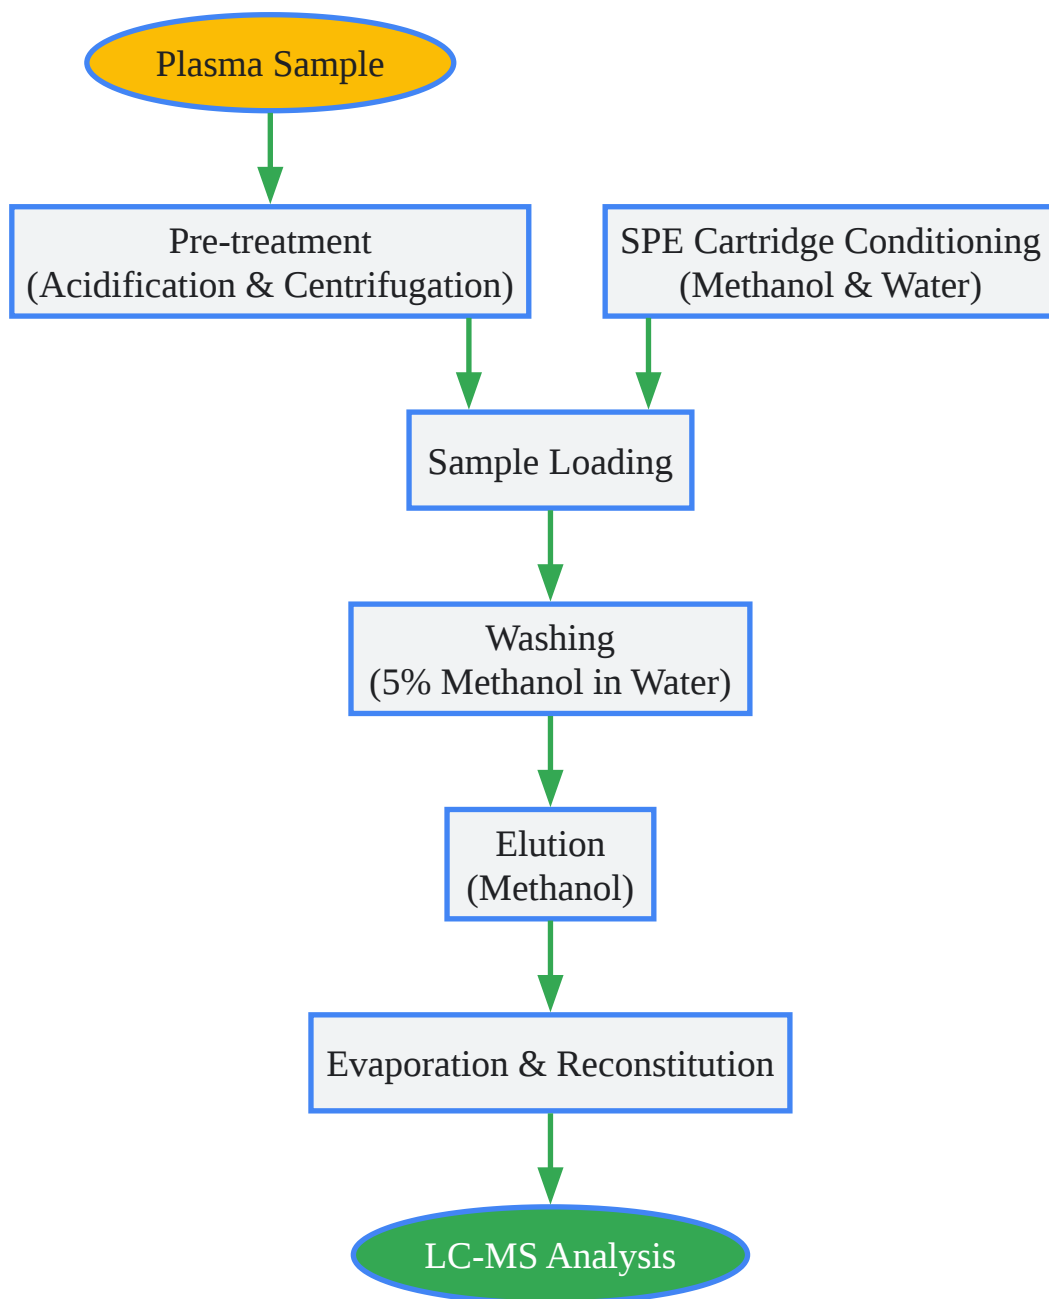 Plasma Sample
Pre-treatment
(Acidification & Centrifugation)
SPE Cartridge Conditioning
(Methanol & Water)
Sample Loading
Washing
(5% Methanol in Water)
Elution
(Methanol)
Evaporation & Reconstitution
LC-MS Analysis